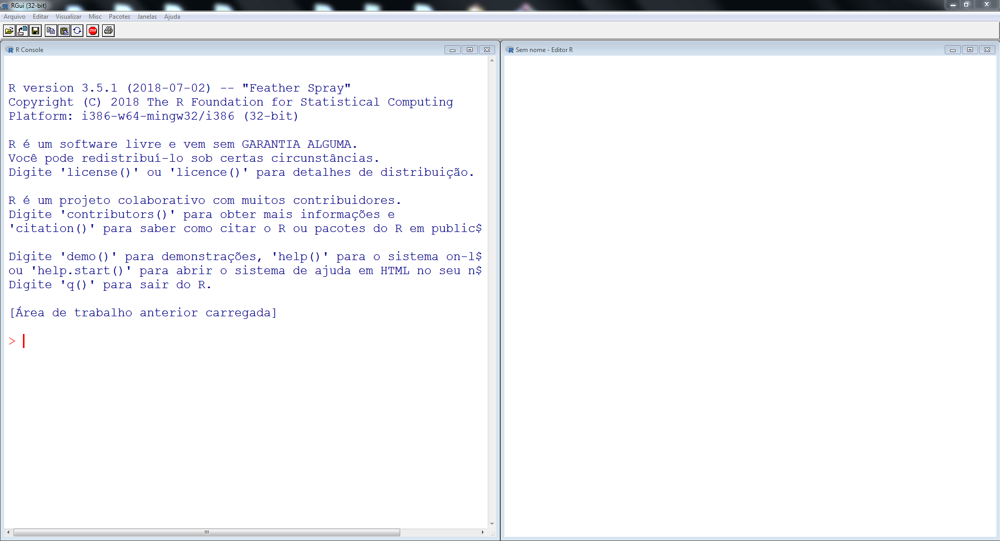 RGui (32-bit)
Arquivo Editar Visualizar Misc Pacotes Janelas Ajuda
STOP
R Console
R version 3.5.1 (2018-07-02) -- "Feather Spray"
Copyright (C) 2018 The R Foundation for Statistical Computing
Platform: i386-w64-mingw32/i386 (32-bit)
R é um software livre e vem sem GARANTIA ALGUMA.
Você pode redistribuí-lo sob certas circunstâncias.
Digite 'license()' ou 'licence()' para detalhes de distribuição.
R é um projeto colaborativo com muitos contribuidores.
Digite 'contributors()' para obter mais informações e
'citation()' para saber como citar o R ou pacotes do R em public$
Digite 'demo()' para demonstrações, 'help()' para o sistema on-l$
ou 'help.start()' para abrir o sistema de ajuda em HTML no seu n$
Digite 'q()' para sair do R.
[Área de trabalho anterior carregada]
>
Sem nome - Editor R